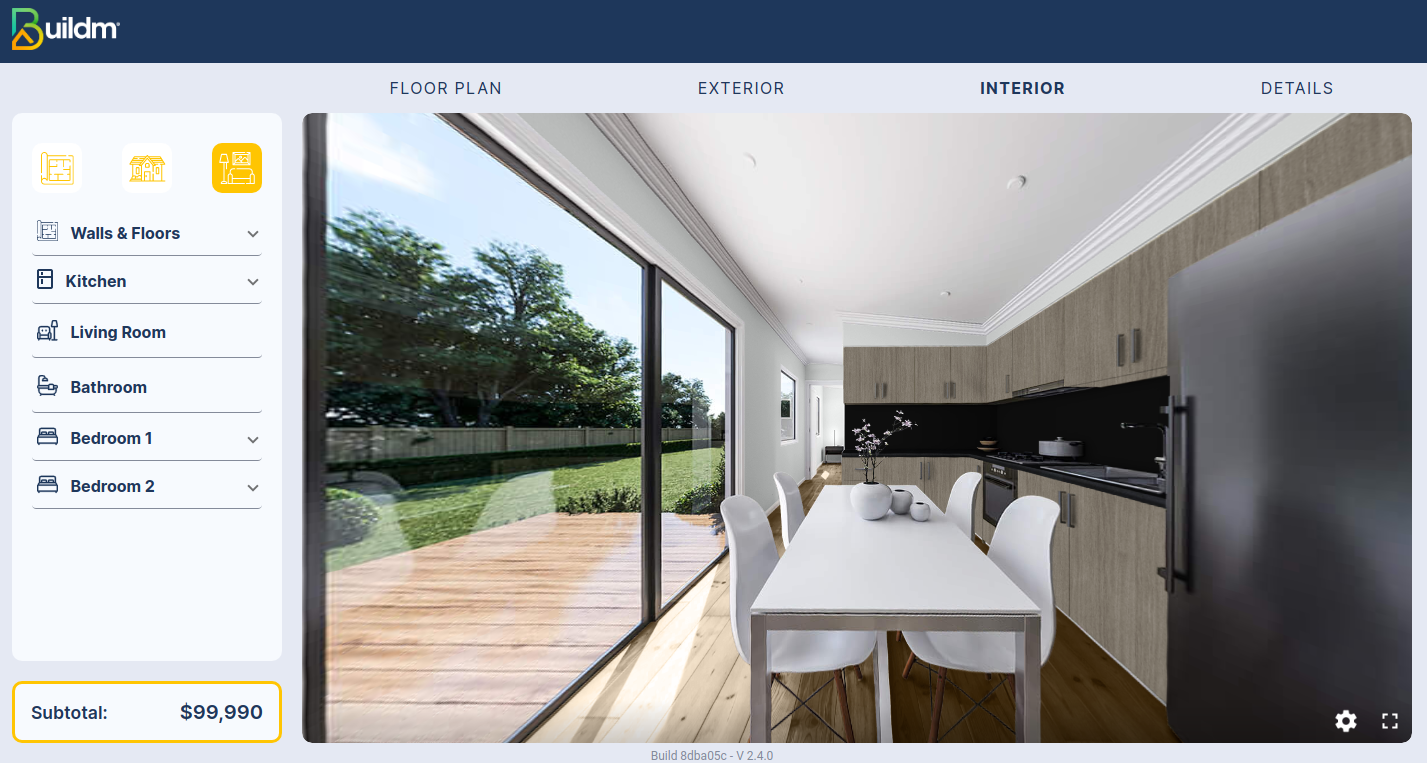 Buildm
FLOOR PLAN
EXTERIOR
INTERIOR
DETAILS
Walls & Floors
Kitchen
Living Room
Bathroom
Bedroom 1
Bedroom 2
Subtotal: $99,990
Build 8dba05c - V 2.4.0